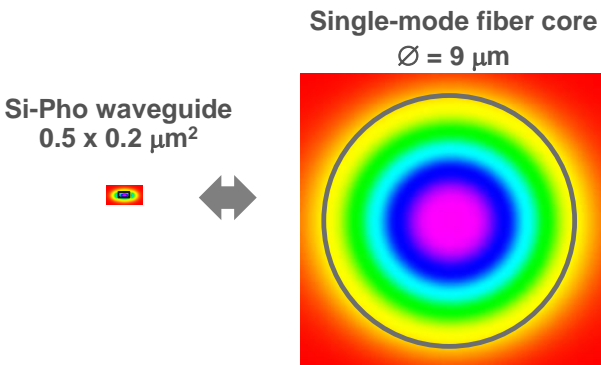 Single-mode fiber core
∅ = 9 μm
Si-Pho waveguide
0.5 x 0.2 μm²